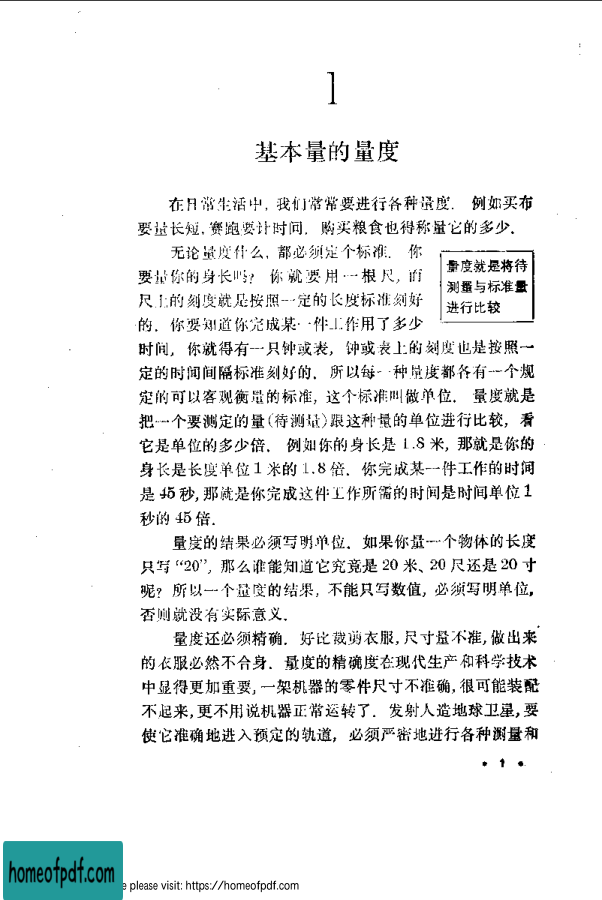 1
基本量的量度
在日常生活中，我们常常要进行各种量度． 例如买布
要量长短，赛跑要计时间． 购买粮食也得称量它的多少．
无论量度什么，都必须定个标准． 你
要量你的身长吗？ 你就要用一根尺，而
尺上的刻度就是按照一定的长度标准刻好
的．你要知道你完成某一件工作用了多少
量度就是将待
测量与标准量
进行比较
时间，你就得有一只钟或表，钟或表上的刻度也是按照一
定的时间间隔标准刻好的．所以每一种量度都各有一个规
定的可以客观衡量的标准，这个标准叫做单位． 量度就是
把一个要测定的量（待测量）跟这种量的单位进行比较，看
它是单位的多少倍． 例如你的身长是 1.8 米，那就是你的
身长是长度单位 1 米的 1.8 倍．你完成某一件工作的时间
是 45 秒，那就是你完成这件工作所需的时间是时间单位 1
秒的 45 倍．
量度的结果必须写明单位．如果你量一个物体的长度
只写 “20”，那么谁能知道它究竟是 20 米、20 尺还是 20 寸
呢？所以一个量度的结果，不能只写数值，必须写明单位，
否则就没有实际意义．
量度还必须精确．好比裁剪衣服，尺寸量不准，做出来
的衣服必然不合身．量度的精确度在现代生产和科学技术
中显得更加重要，一架机器的零件尺寸不准确，很可能装配
不起来，更不用说机器正常运转了．发射人造地球卫星，要
使它准确地进入预定的轨道，必须严密地进行各种测量和
• 1 •
homeofpdf.com
e please visit: https://homeofpdf.com